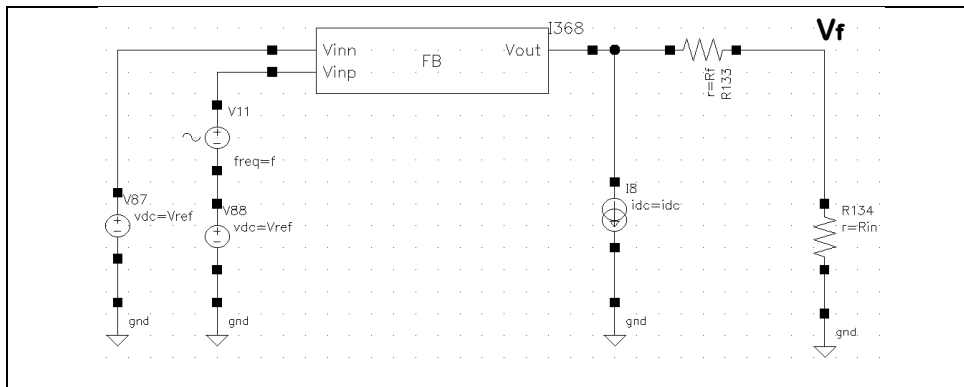 Vf
I368
Vinn
Vout
FB
Vinp
r=Rf
R133
V11
freq=f
V87
vdc=Vref
V88
vdc=Vref
I8
idc=idc
R134
r=Rin
gnd
gnd
gnd
gnd